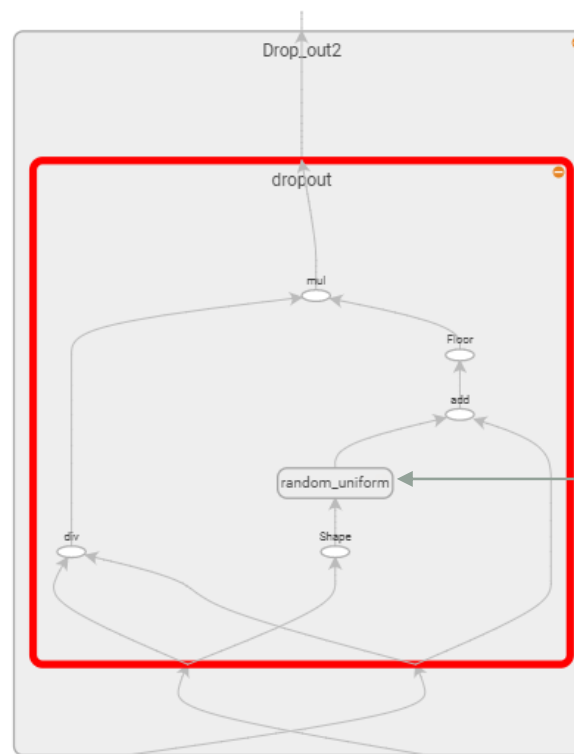 Drop_out2
dropout
mul
Floor
add
random_uniform
div
Shape